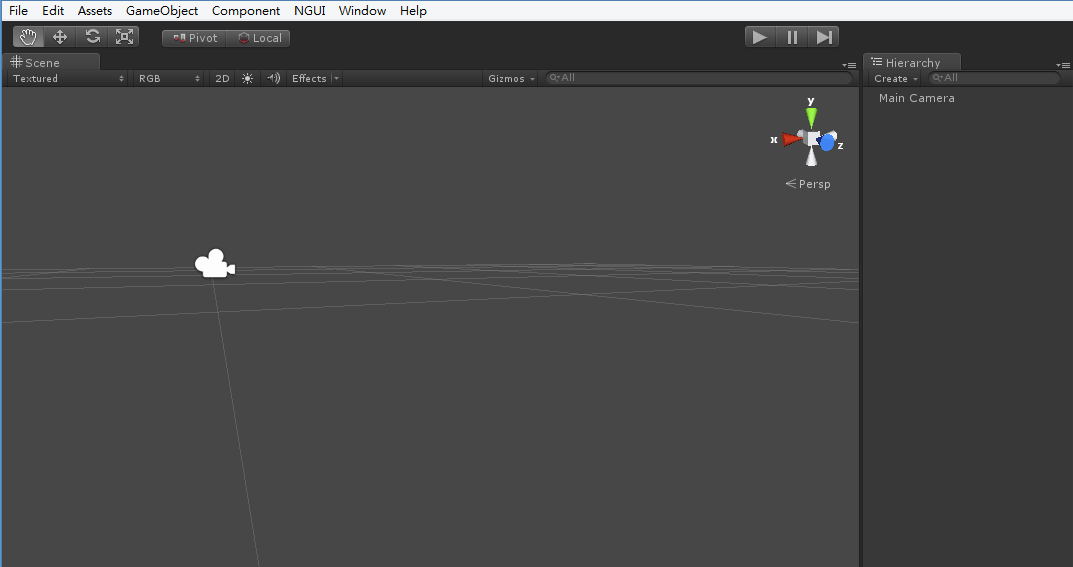 File Edit Assets GameObject Component NGUI Window Help
Pivot Local
Scene
Textured RGB 2D Effects Gizmos All
y
x
z
Persp
Hierarchy
Create All
Main Camera